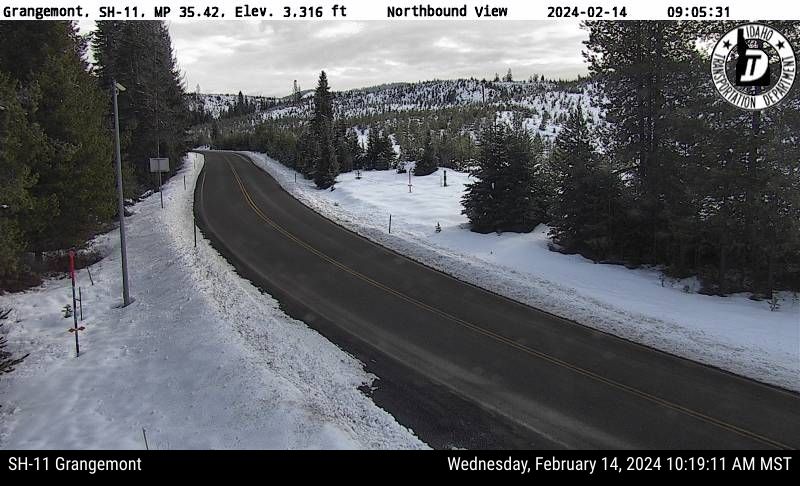 Grangemont, SH-11, MP 35.42, Elev. 3,316 ft Northbound View 2024-02-14 09:05:31
IDAHO
TRANSPORTATION DEPARTMENT
SH-11 Grangemont Wednesday, February 14, 2024 10:19:11 AM MST